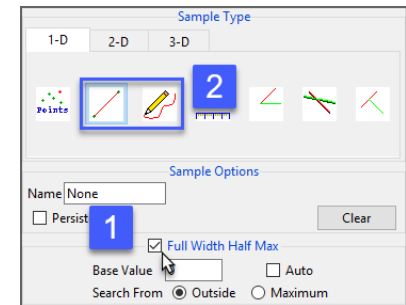 Sample Type
1-D 2-D 3-D
Points 2
Sample Options
Name None
Persist Clear
1
Full Width Half Max
Base Value Auto
Search From Outside Maximum